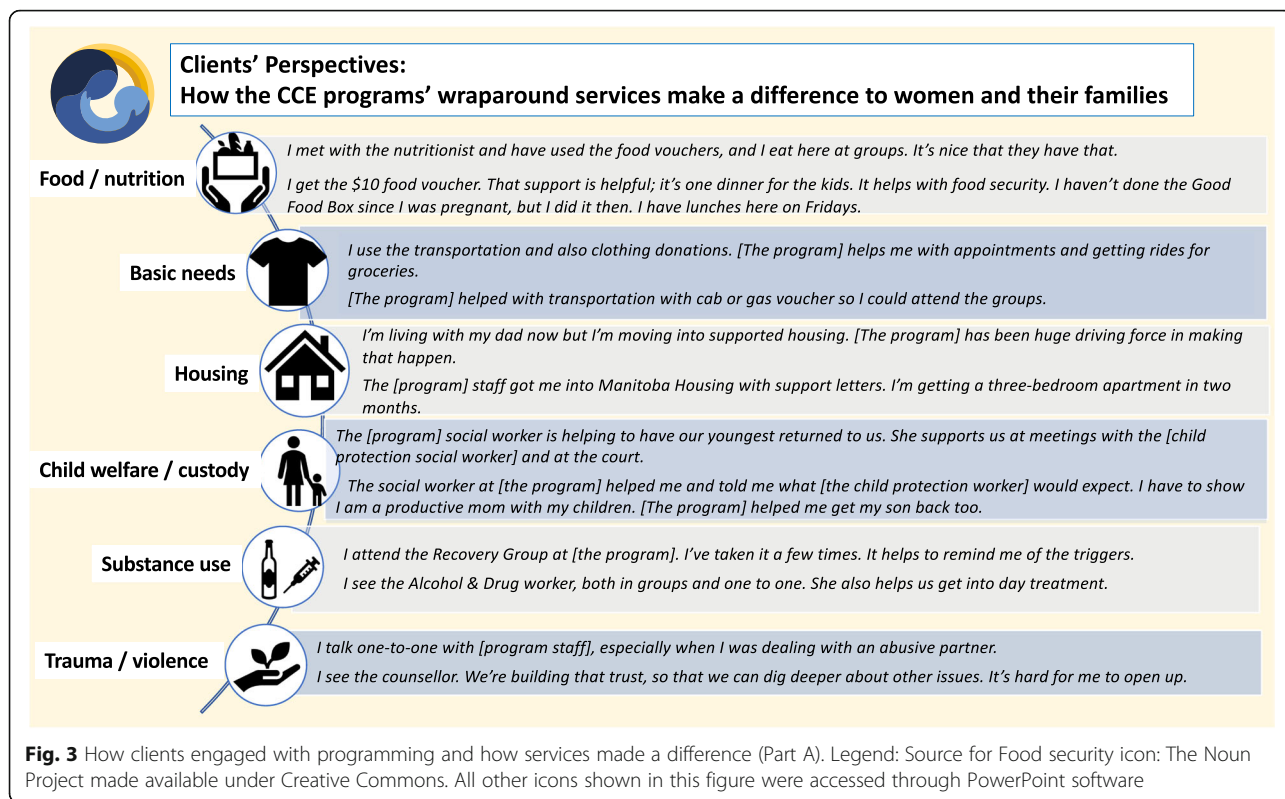 Clients’ Perspectives:
How the CCE programs’ wraparound services make a difference to women and their families
Food / nutrition
I met with the nutritionist and have used the food vouchers, and I eat here at groups. It’s nice that they have that.
I get the $10 food voucher. That support is helpful; it’s one dinner for the kids. It helps with food security. I haven’t done the Good
Food Box since I was pregnant, but I did it then. I have lunches here on Fridays.
Basic needs
I use the transportation and also clothing donations. [The program] helps me with appointments and getting rides for
groceries.
[The program] helped with transportation with cab or gas voucher so I could attend the groups.
Housing
I’m living with my dad now but I’m moving into supported housing. [The program] has been huge driving force in making
that happen.
The [program] staff got me into Manitoba Housing with support letters. I’m getting a three-bedroom apartment in two
months.
Child welfare / custody
The [program] social worker is helping to have our youngest returned to us. She supports us at meetings with the [child
protection social worker] and at the court.
The social worker at [the program] helped me and told me what [the child protection worker] would expect. I have to show
I am a productive mom with my children. [The program] helped me get my son back too.
Substance use
I attend the Recovery Group at [the program]. I’ve taken it a few times. It helps to remind me of the triggers.
I see the Alcohol & Drug worker, both in groups and one to one. She also helps us get into day treatment.
Trauma / violence
I talk one-to-one with [program staff], especially when I was dealing with an abusive partner.
I see the counsellor. We’re building that trust, so that we can dig deeper about other issues. It’s hard for me to open up.
Fig. 3 How clients engaged with programming and how services made a difference (Part A). Legend: Source for Food security icon: The Noun
Project made available under Creative Commons. All other icons shown in this figure were accessed through PowerPoint software